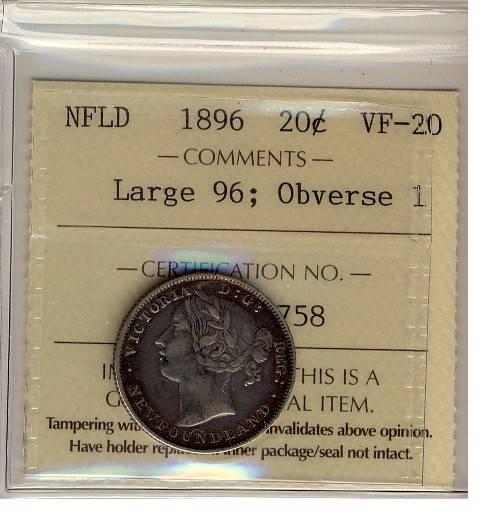 NFLD 1896 20¢ VF-20
— COMMENTS —
Large 96; Obverse 1
— CERTIFICATION NO. —
758
THIS IS A
ITEM.
Tampering invalidates above opinion.
Have holder inner package/seal not intact.
VICTORIA D:G: REG:
NEWFOUNDLAND